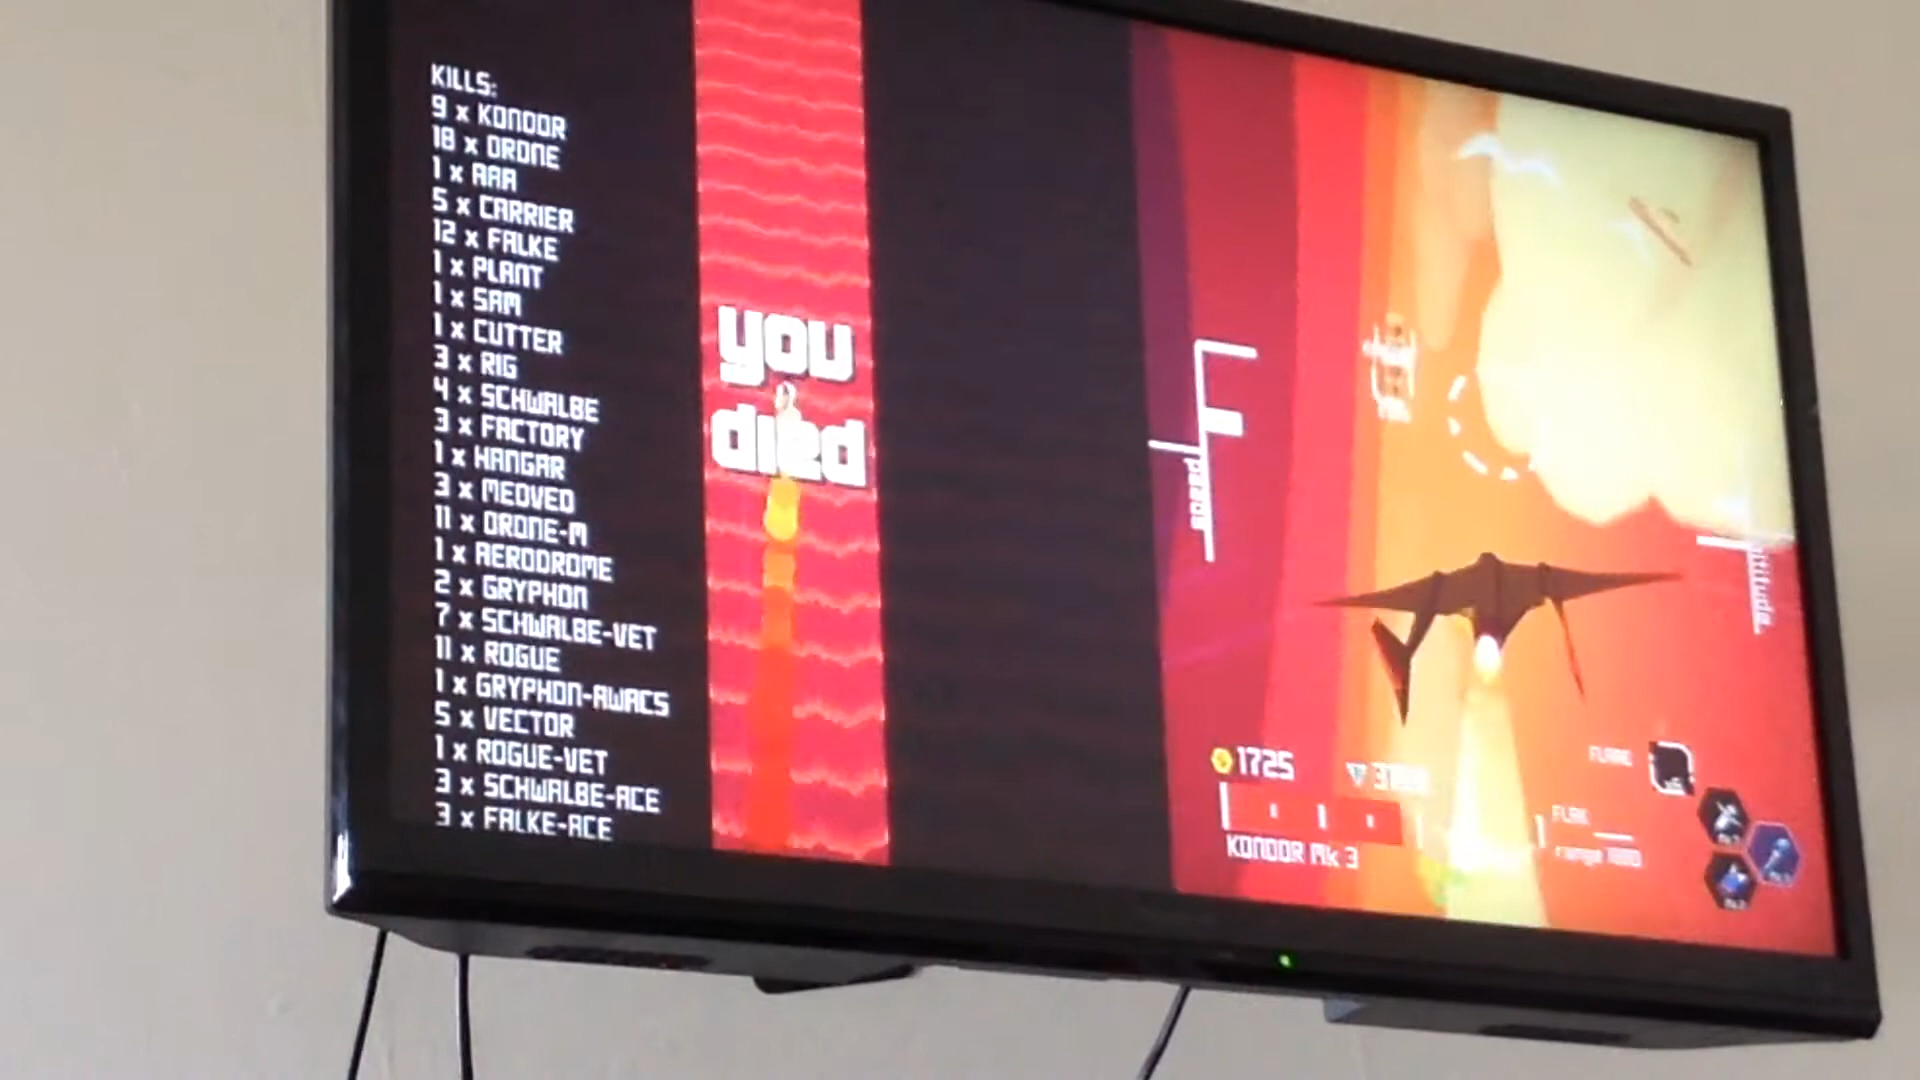 KILLS:
9 x KONDOR
18 x DRONE
1 x AAA
5 x CARRIER
12 x FALKE
1 x PLANT
1 x SAM
1 x CUTTER
3 x RIG
4 x SCHWALBE
3 x FACTORY
1 x HANGAR
3 x MEDVED
11 x DRONE-M
1 x AERODROME
2 x GRYPHON
7 x SCHWALBE-VET
11 x ROGUE
1 x GRYPHON-AWACS
5 x VECTOR
1 x ROGUE-VET
3 x SCHWALBE-ACE
3 x FALKE-ACE
you
died
speed
1725
KONDOR Mk 3
FLAK
range